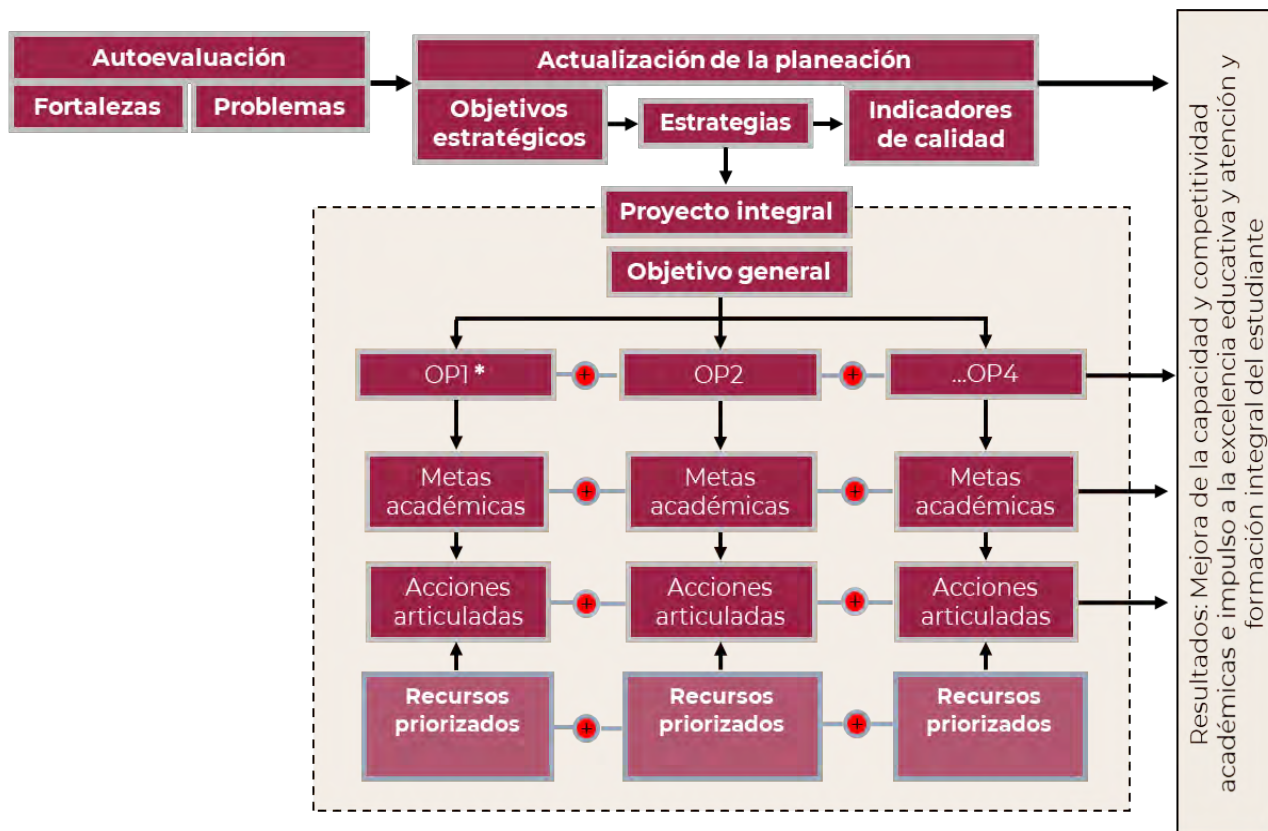 Autoevaluación
Fortalezas
Problemas
Actualización de la planeación
Objetivos
estratégicos
Estrategias
Indicadores
de calidad
Proyecto integral
Objetivo general
OP1 *
+
OP2
+
...OP4
Metas
académicas
+
Metas
académicas
+
Metas
académicas
Acciones
articuladas
+
Acciones
articuladas
+
Acciones
articuladas
Recursos
priorizados
+
Recursos
priorizados
+
Recursos
priorizados
Resultados: Mejora de la capacidad y competitividad
académicas e impulso a la excelencia educativa y atención y
formación integral del estudiante